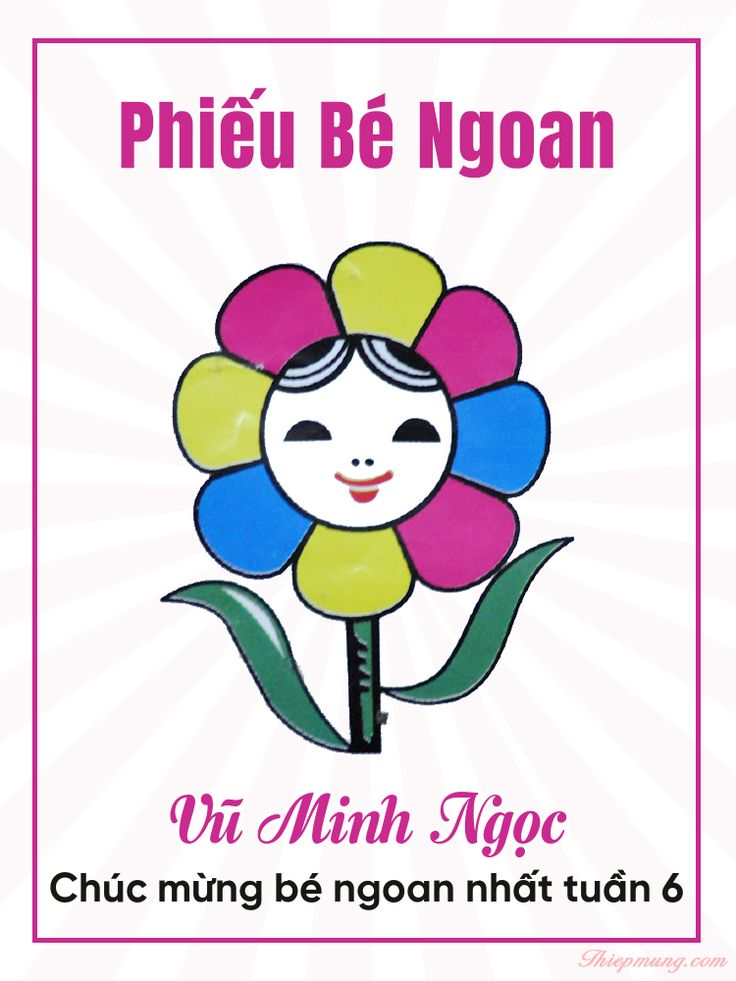 Phiếu Bé Ngoan
Vũ Minh Ngọc
Chúc mừng bé ngoan nhất tuần 6
Thiepmung.com